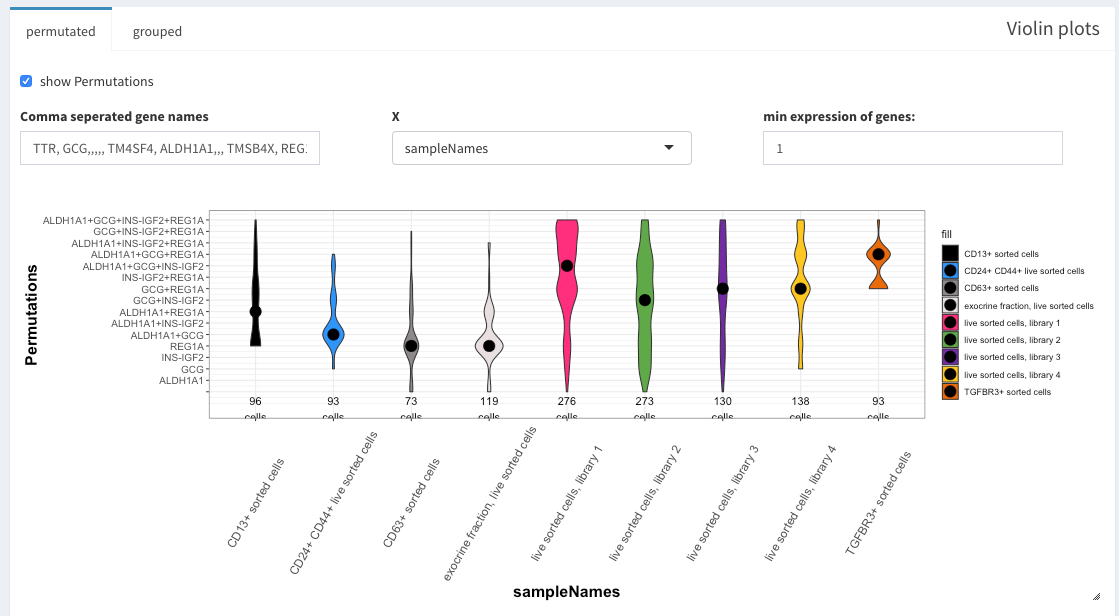 permutated
grouped
Violin plots
show Permutations
Comma seperated gene names
X
min expression of genes:
TTR, GCG,,,,, TM4SF4, ALDH1A1,,, TMSB4X, REG
sampleNames
1
Permutations
ALDH1A1+GCG+INS-IGF2+REG1A
GCG+INS-IGF2+REG1A
ALDH1A1+INS-IGF2+REG1A
ALDH1A1+GCG+REG1A
ALDH1A1+GCG+INS-IGF2
INS-IGF2+REG1A
GCG+REG1A
GCG+INS-IGF2
ALDH1A1+REG1A
ALDH1A1+INS-IGF2
ALDH1A1+GCG
REG1A
INS-IGF2
GCG
ALDH1A1
96 cells
93 cells
73 cells
119 cells
276 cells
273 cells
130 cells
138 cells
93 cells
CD13+ sorted cells
CD24+ CD44+ live sorted cells
CD63+ sorted cells
exocrine fraction, live sorted cells
live sorted cells, library 1
live sorted cells, library 2
live sorted cells, library 3
live sorted cells, library 4
TGFBR3+ sorted cells
sampleNames
fill
CD13+ sorted cells
CD24+ CD44+ live sorted cells
CD63+ sorted cells
exocrine fraction, live sorted cells
live sorted cells, library 1
live sorted cells, library 2
live sorted cells, library 3
live sorted cells, library 4
TGFBR3+ sorted cells